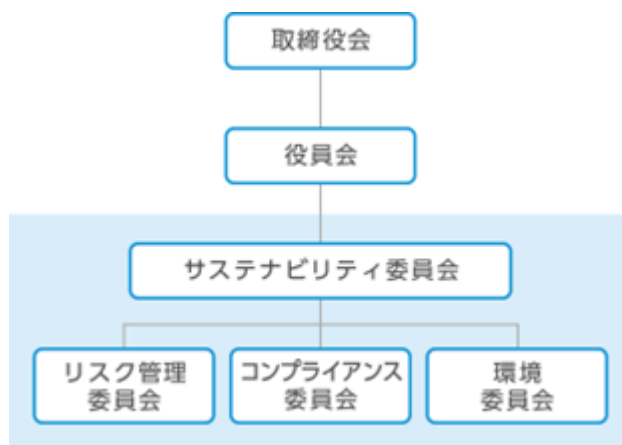 取締役会
役員会
サステナビリティ委員会
リスク管理
委員会
コンプライアンス
委員会
環境
委員会